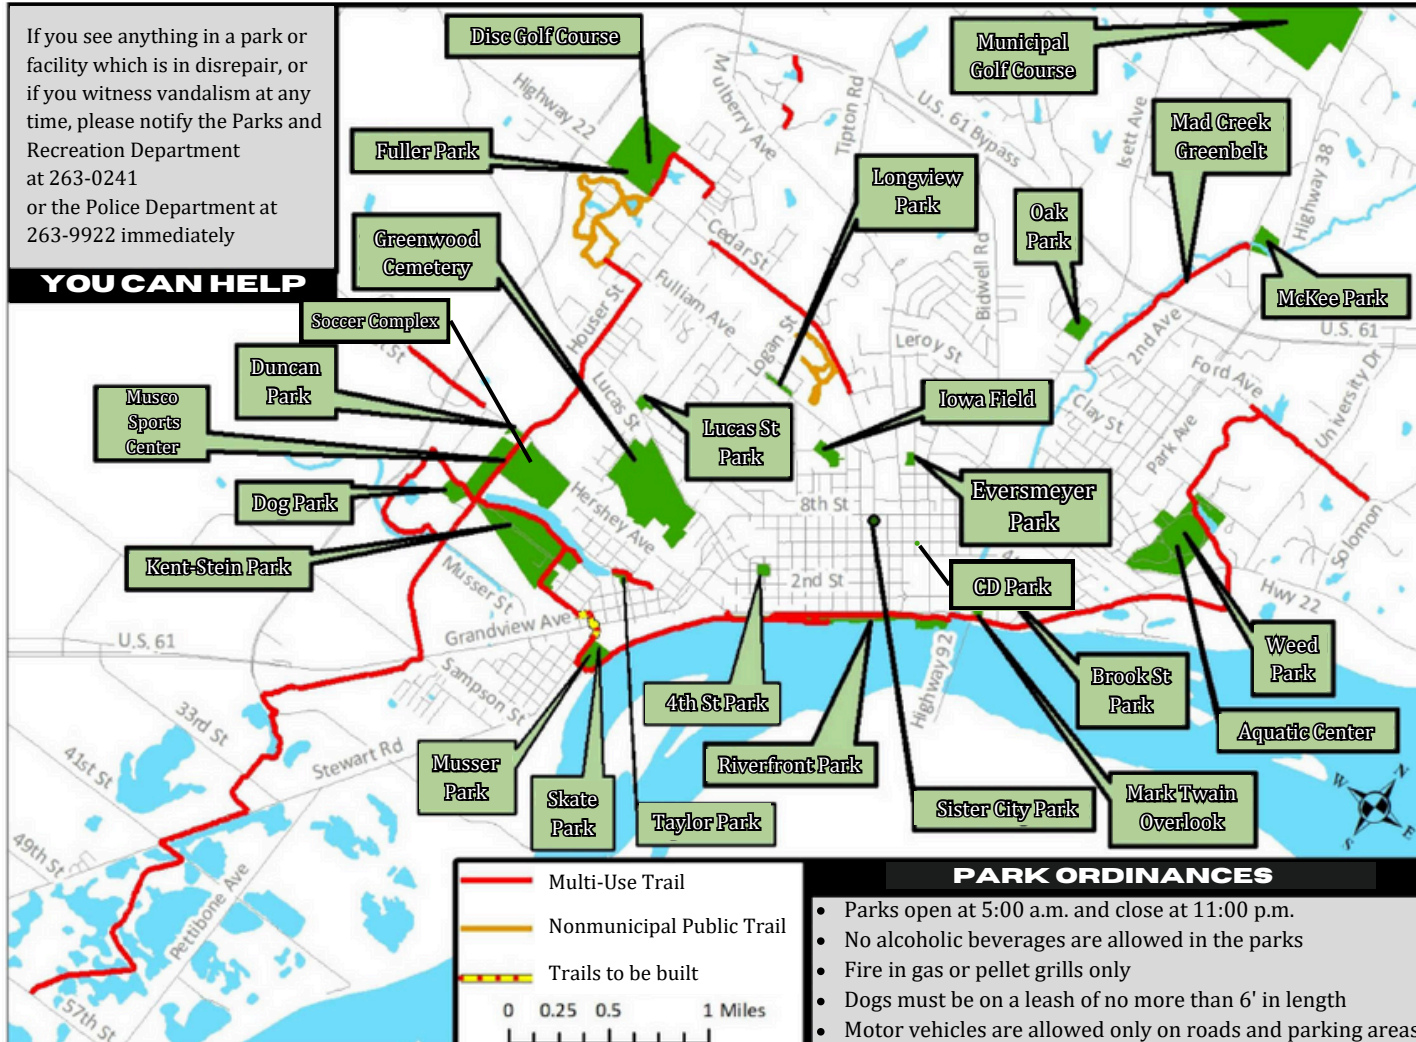 If you see anything in a park or
facility which is in disrepair, or
if you witness vandalism at any
time, please notify the Parks and
Recreation Department
at 263-0241
or the Police Department at
263-9922 immediately
YOU CAN HELP
Disc Golf Course
Municipal
Golf Course
Fuller Park
Longview
Park
Mad Creek
Greenbelt
Oak
Park
Greenwood
Cemetery
McKee Park
Soccer Complex
Duncan
Park
Musco
Sports
Center
Lucas St
Park
Iowa Field
Dog Park
Eversmeyer
Park
Kent-Stein Park
CD Park
Weed
Park
4th St Park
Brook St
Park
Aquatic Center
Musser
Park
Riverfront Park
Skate
Park
Taylor Park
Sister City Park
Mark Twain
Overlook
Highway 22
Mulberry Ave
Tipton Rd
U.S. 61 Bypass
Isett Ave
Highway 38
Cedar St
Bidwell Rd
Houser St
Fulliam Ave
Logan St
Leroy St
2nd Ave
U.S. 61
Ford Ave
University Dr
Lucas St
Clay St
Park Ave
Hershey Ave
8th St
Solomon
2nd St
Musser St
Grandview Ave
Hwy 22
U.S. 61
Sampson St
Highway 92
33rd St
41st St
Stewart Rd
49th St
Pettibone Ave
57th St
N
W
E
S
Multi-Use Trail
Nonmunicipal Public Trail
Trails to be built
0 0.25 0.5 1 Miles
PARK ORDINANCES
• Parks open at 5:00 a.m. and close at 11:00 p.m.
• No alcoholic beverages are allowed in the parks
• Fire in gas or pellet grills only
• Dogs must be on a leash of no more than 6' in length
• Motor vehicles are allowed only on roads and parking areas